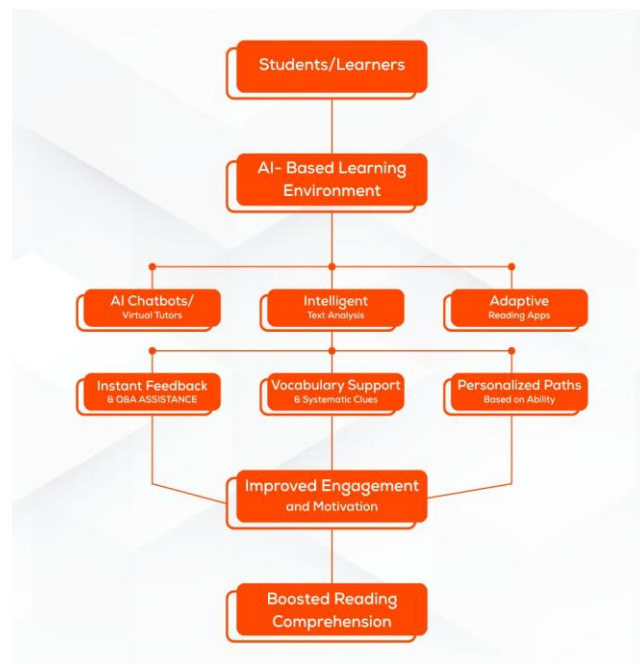 Students/Learners
AI- Based Learning
Environment
AI Chatbots/
Virtual Tutors
Intelligent
Text Analysis
Adaptive
Reading Apps
Instant Feedback
& Q&A ASSISTANCE
Vocabulary Support
& Systematic Clues
Personalized Paths
Based on Ability
Improved Engagement
and Motivation
Boosted Reading
Comprehension